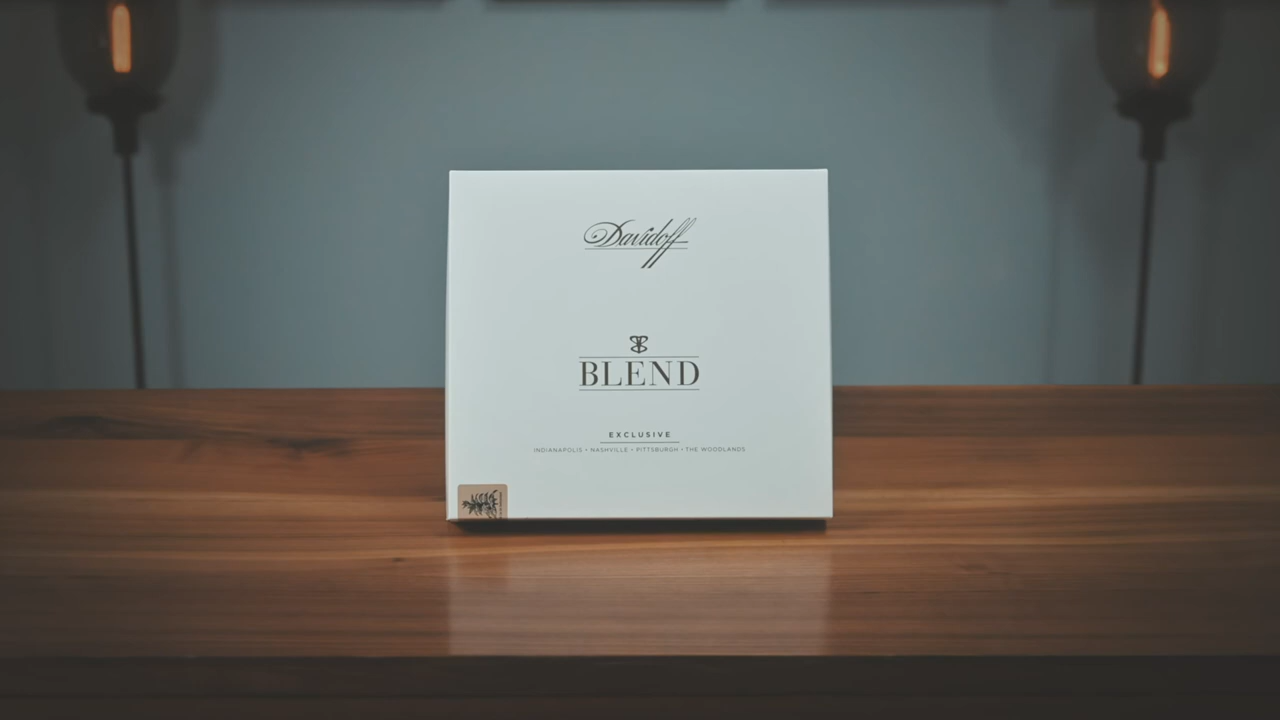 Davidoff
BLEND
EXCLUSIVE
INDIANAPOLIS • NASHVILLE • PITTSBURGH • THE WOODLANDS